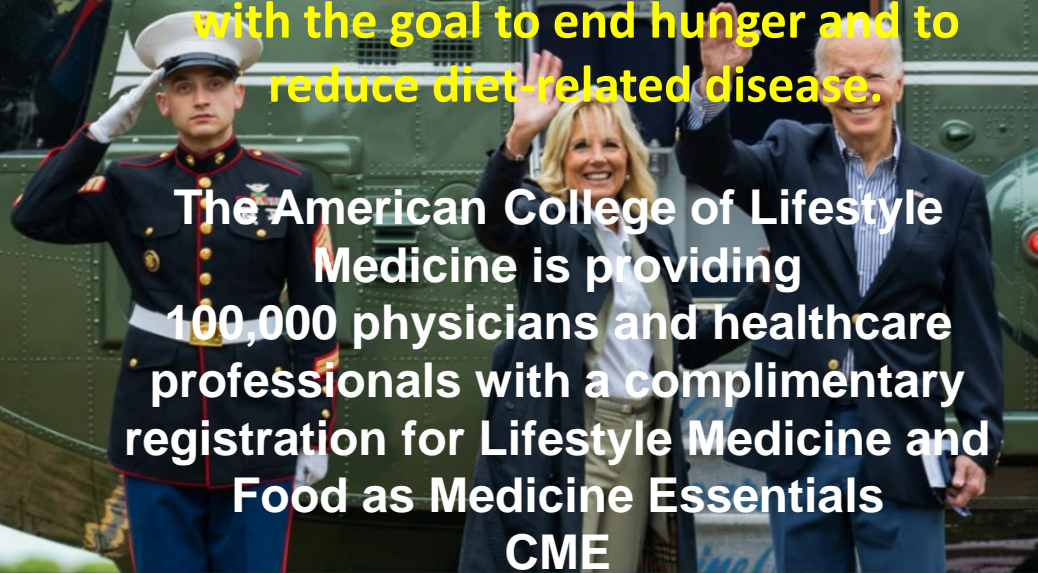 with the goal to end hunger and to
reduce diet-related disease.
The American College of Lifestyle
Medicine is providing
100,000 physicians and healthcare
professionals with a complimentary
registration for Lifestyle Medicine and
Food as Medicine Essentials
CME